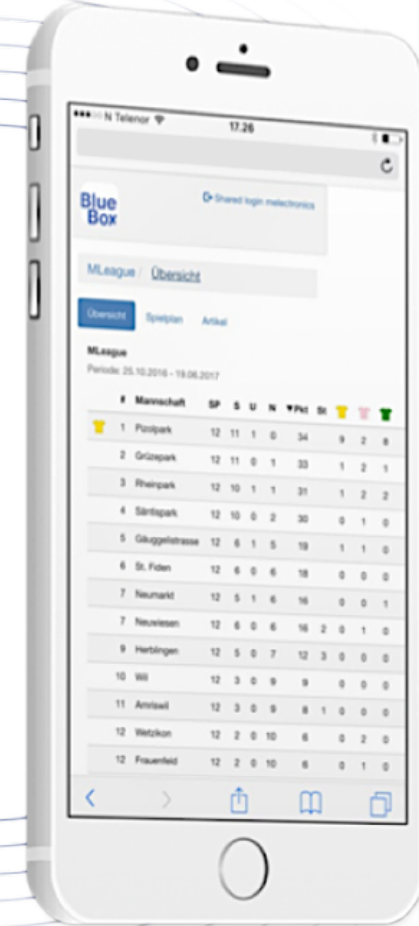 N Telenor 17.26
Blue
Box
Shared login melectronics
MLeague / Übersicht
Übersicht Spielplan Artikel
MLeague
Periode: 25.10.2016 - 19.06.2017
# Mannschaft SP S U N ▼Pkt St
1 Pizolpark 12 11 1 0 34 9 2 8
2 Grüzepark 12 11 0 1 33 1 2 1
3 Rheinpark 12 10 1 1 31 1 2 2
4 Säntispark 12 10 0 2 30 0 1 0
5 Gäuggelistrasse 12 6 1 5 19 1 1 0
6 St. Fiden 12 6 0 6 18 0 0 0
7 Neumarkt 12 5 1 6 16 0 0 1
7 Neuwiesen 12 6 0 6 16 2 0 1 0
9 Herblingen 12 5 0 7 12 3 0 0 0
10 Wil 12 3 0 9 9 0 0 0
11 Amriswil 12 3 0 9 8 1 0 0 0
12 Wetzikon 12 2 0 10 6 0 2 0
12 Frauenfeld 12 2 0 10 6 0 1 0